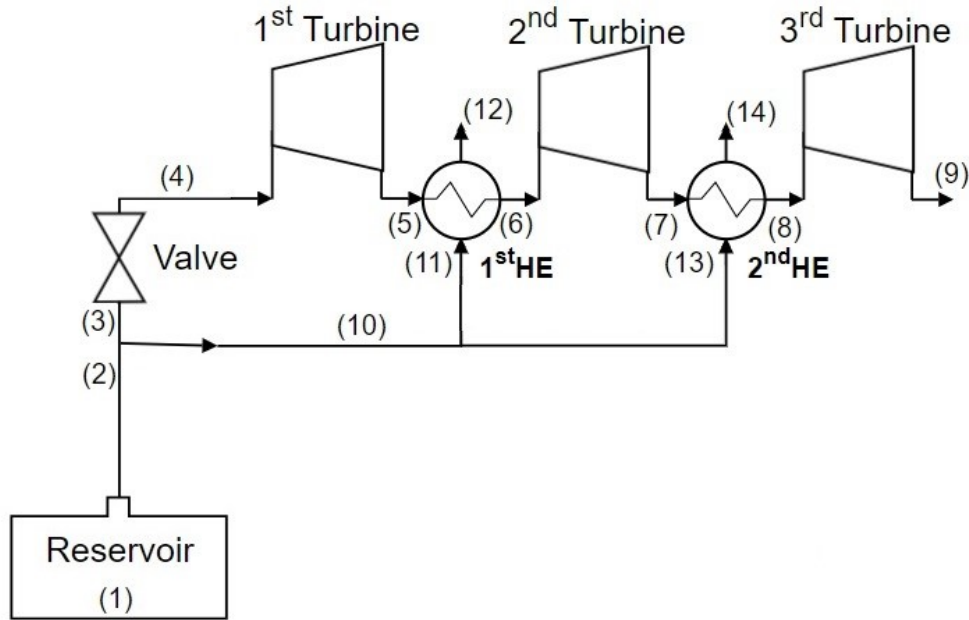 1st Turbine
2nd Turbine
3rd Turbine
(12)
(14)
(4)
(9)
(5)
(6)
(7)
(8)
Valve
(11)
1stHE
(13)
2ndHE
(3)
(10)
(2)
Reservoir
(1)